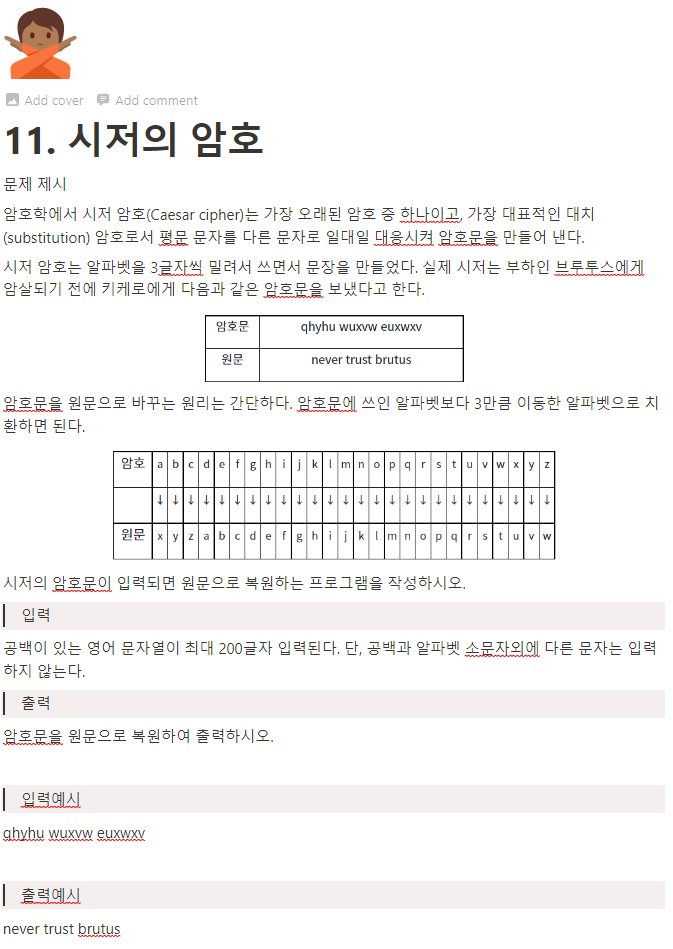 Add cover Add comment
11. 시저의 암호
문제 제시
암호학에서 시저 암호(Caesar cipher)는 가장 오래된 암호 중 하나이고, 가장 대표적인 대치
(substitution) 암호로서 평문 문자를 다른 문자로 일대일 대응시켜 암호문을 만들어 낸다.
시저 암호는 알파벳을 3글자씩 밀려서 쓰면서 문장을 만들었다. 실제 시저는 부하인 브루투스에게
암살되기 전에 키케로에게 다음과 같은 암호문을 보냈다고 한다.
암호문 qhyhu wuxvw euxwxv
원문 never trust brutus
암호문을 원문으로 바꾸는 원리는 간단하다. 암호문에 쓰인 알파벳보다 3만큼 이동한 알파벳으로 치
환하면 된다.
암호 a b c d e f g h i j k l m n o p q r s t u v w x y z
↓ ↓ ↓ ↓ ↓ ↓ ↓ ↓ ↓ ↓ ↓ ↓ ↓ ↓ ↓ ↓ ↓ ↓ ↓ ↓ ↓ ↓ ↓ ↓ ↓ ↓
원문 x y z a b c d e f g h i j k l m n o p q r s t u v w
시저의 암호문이 입력되면 원문으로 복원하는 프로그램을 작성하시오.
입력
공백이 있는 영어 문자열이 최대 200글자 입력된다. 단, 공백과 알파벳 소문자외에 다른 문자는 입력
하지 않는다.
출력
암호문을 원문으로 복원하여 출력하시오.
입력예시
qhyhu wuxvw euxwxv
출력예시
never trust brutus